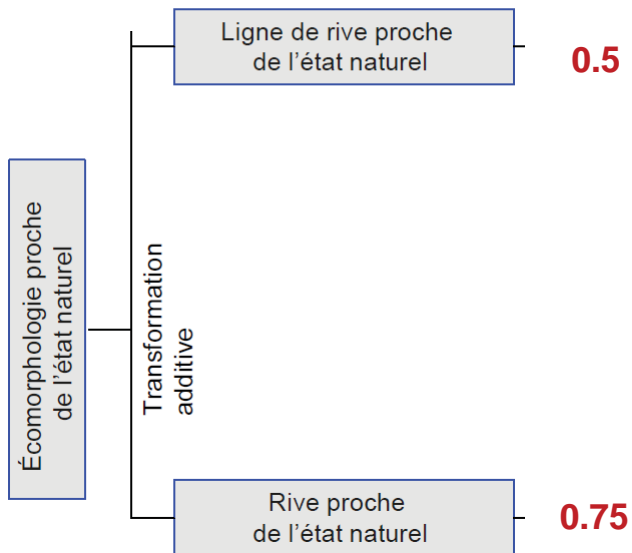 Ligne de rive proche
de l’état naturel
0.5
Écomorphologie proche
de l’état naturel
Transformation
additive
Rive proche
de l’état naturel
0.75